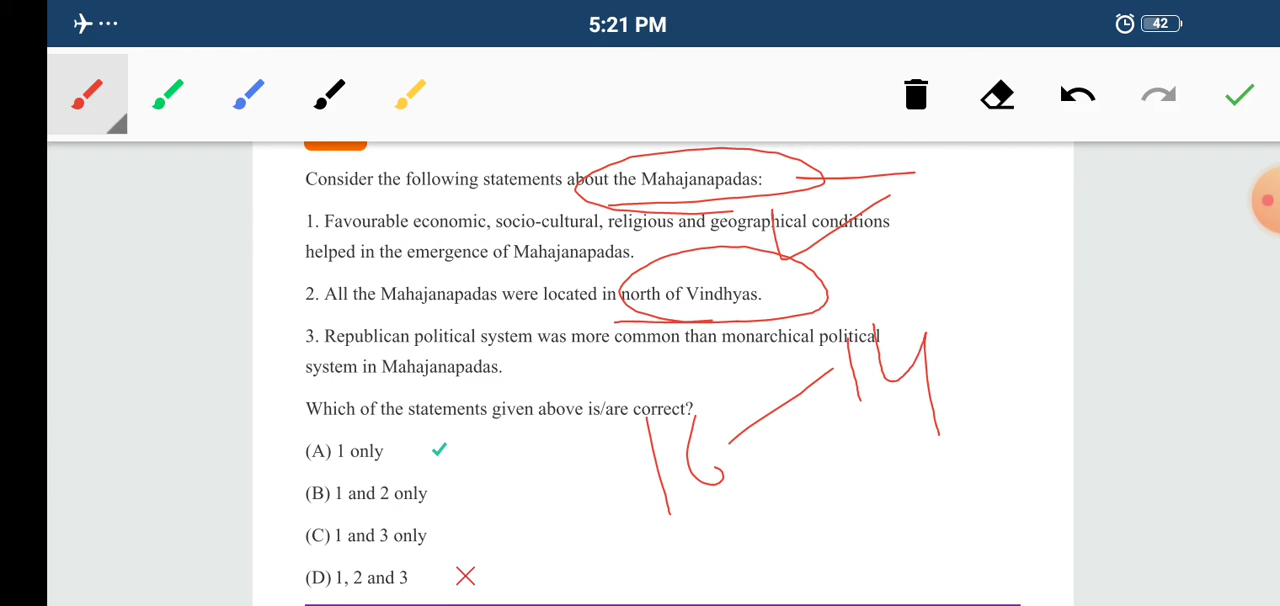 5:21 PM
42
Consider the following statements about the Mahajanapadas:
1. Favourable economic, socio-cultural, religious and geographical conditions
helped in the emergence of Mahajanapadas.
2. All the Mahajanapadas were located in north of Vindhyas.
3. Republican political system was more common than monarchical political
system in Mahajanapadas.
14
Which of the statements given above is/are correct?
16
(A) 1 only
(B) 1 and 2 only
(C) 1 and 3 only
(D) 1, 2 and 3